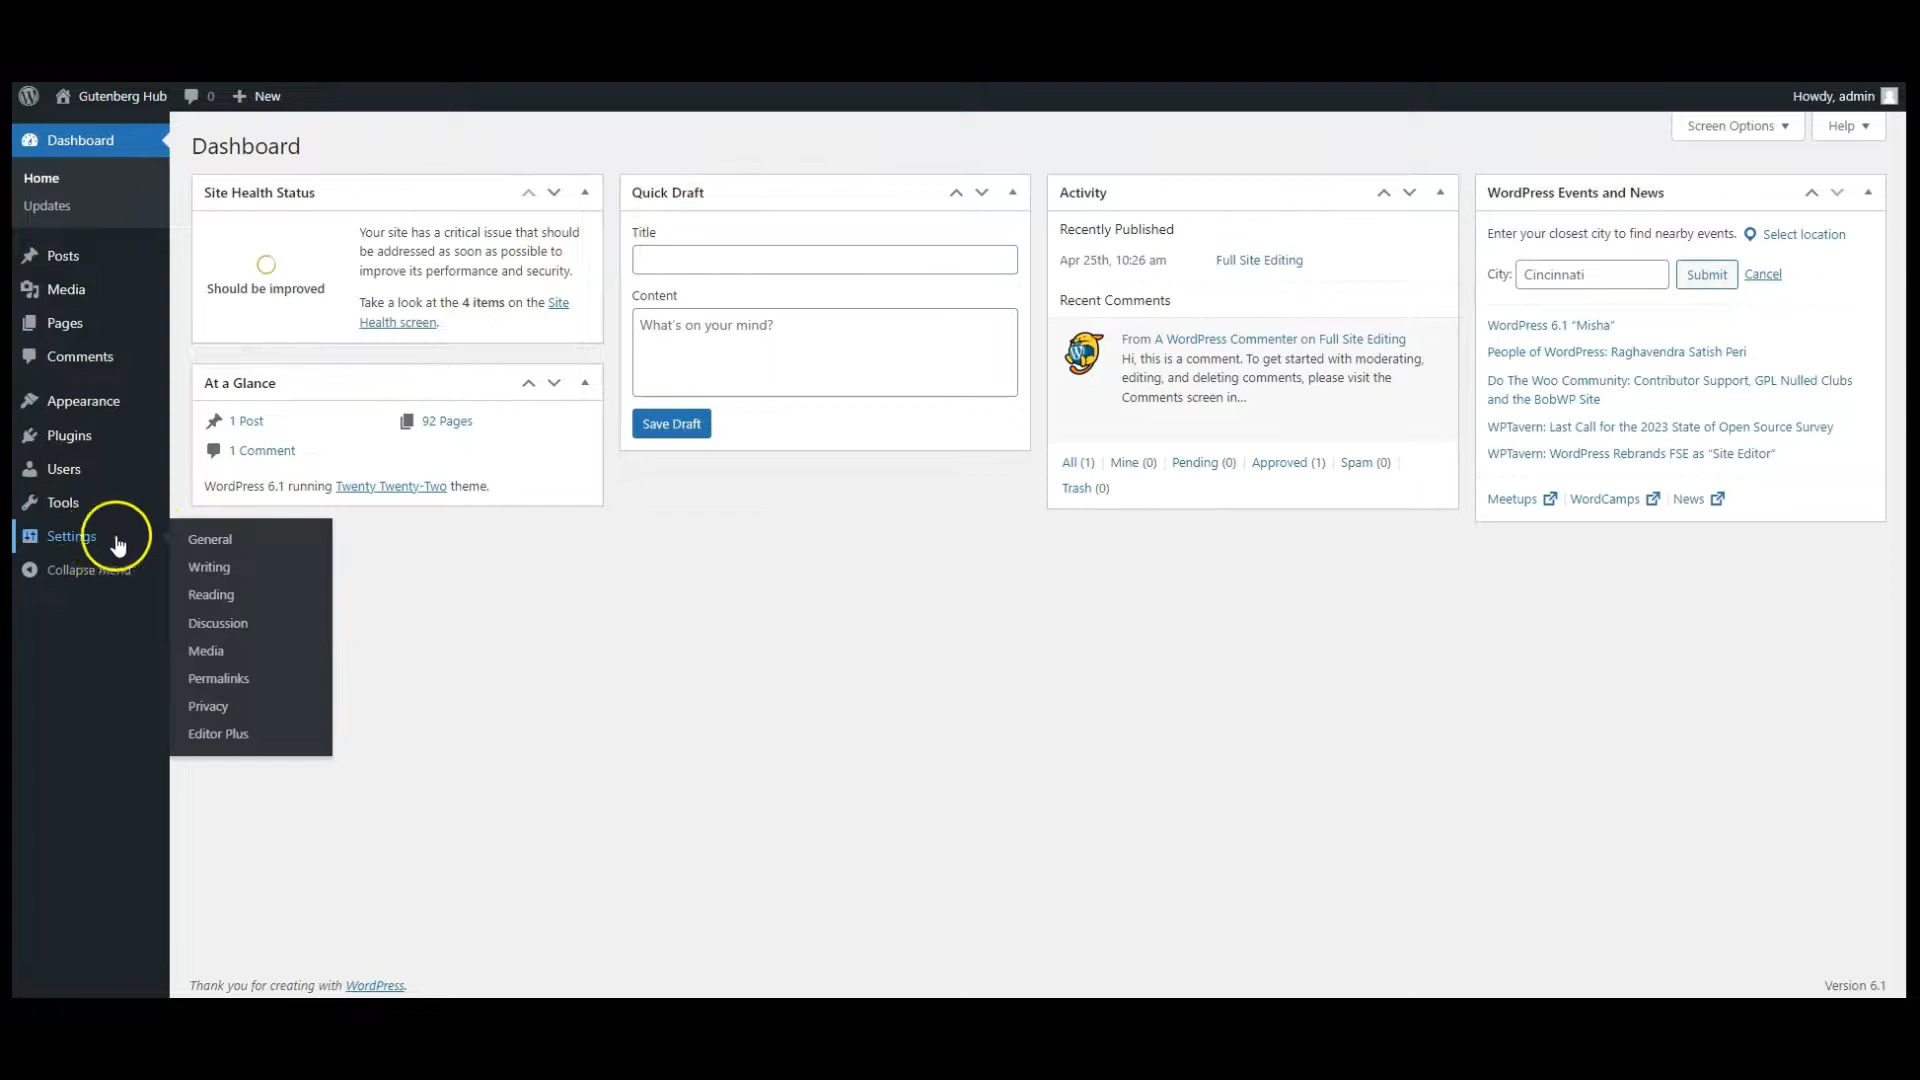 Gutenberg Hub 0 New Howdy, admin
Screen Options Help
Dashboard
Home
Updates
Posts
Media
Pages
Comments
Appearance
Plugins
Users
Tools
Settings
Collapse menu
General
Writing
Reading
Discussion
Media
Permalinks
Privacy
Editor Plus
Dashboard
Site Health Status
Should be improved
Your site has a critical issue that should
be addressed as soon as possible to
improve its performance and security.
Take a look at the 4 items on the Site
Health screen.
At a Glance
1 Post 92 Pages
1 Comment
WordPress 6.1 running Twenty Twenty-Two theme.
Quick Draft
Title
Content
What's on your mind?
Save Draft
Activity
Recently Published
Apr 25th, 10:26 am Full Site Editing
Recent Comments
From A WordPress Commenter on Full Site Editing
Hi, this is a comment. To get started with moderating,
editing, and deleting comments, please visit the
Comments screen in...
All (1) | Mine (0) | Pending (0) | Approved (1) | Spam (0) |
Trash (0)
WordPress Events and News
Enter your closest city to find nearby events. Select location
City: Cincinnati Submit Cancel
WordPress 6.1 “Misha”
People of WordPress: Raghavendra Satish Peri
Do The Woo Community: Contributor Support, GPL Nulled Clubs
and the BobWP Site
WPTavern: Last Call for the 2023 State of Open Source Survey
WPTavern: WordPress Rebrands FSE as “Site Editor”
Meetups | WordCamps | News
Thank you for creating with WordPress.
Version 6.1